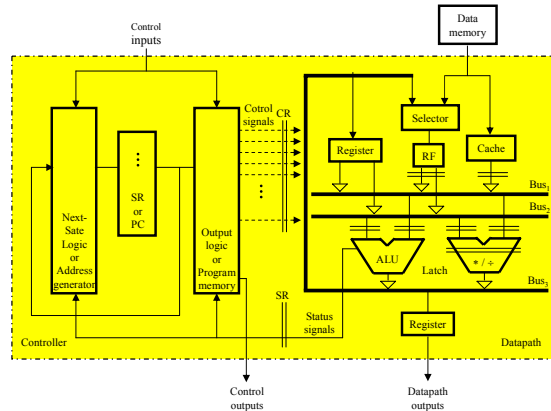 Control
inputs
Data
memory
Cotrol
signals
CR
Selector
Register
RF
Cache
Bus1
Bus2
Next-
Sate
Logic
or
Address
generator
SR
or
PC
Output
logic
or
Program
memory
ALU
Latch
* / ÷
Bus3
SR
Status
signals
Register
Controller
Datapath
Control
outputs
Datapath
outputs